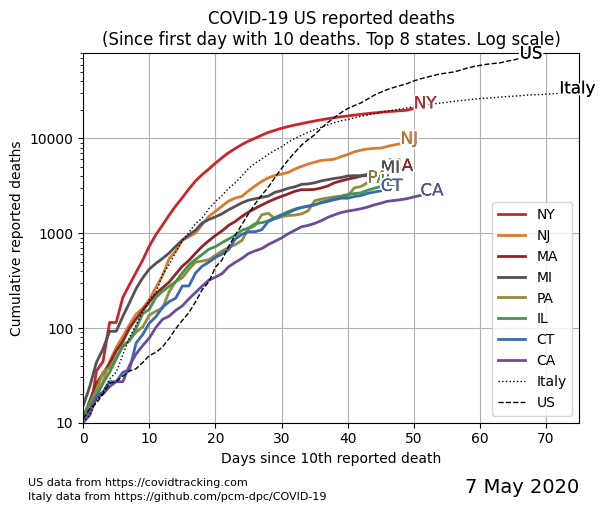 COVID-19 US reported deaths
(Since first day with 10 deaths. Top 8 states. Log scale)
US
Italy
NY
NJ
MI
A
PA
CT
CA
10000
1000
100
10
Cumulative reported deaths
NY
NJ
MA
MI
PA
IL
CT
CA
Italy
US
0
10
20
30
40
50
60
70
Days since 10th reported death
US data from https://covidtracking.com
Italy data from https://github.com/pcm-dpc/COVID-19
7 May 2020